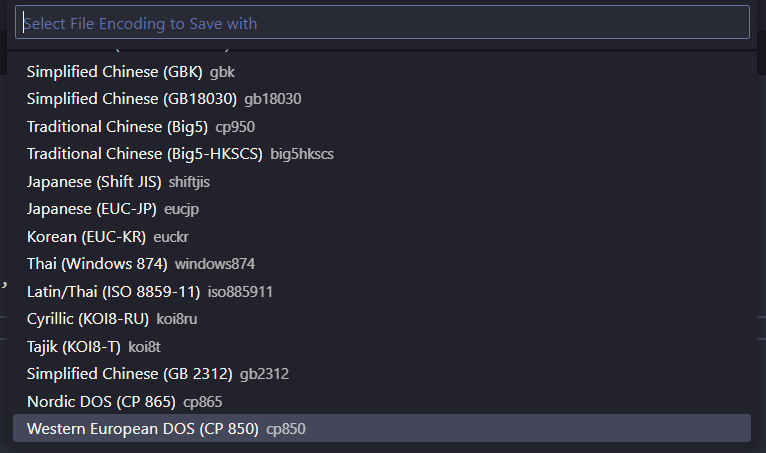 Select File Encoding to Save with
Simplified Chinese (GBK) gbk
Simplified Chinese (GB18030) gb18030
Traditional Chinese (Big5) cp950
Traditional Chinese (Big5-HKSCS) big5hkscs
Japanese (Shift JIS) shiftjis
Japanese (EUC-JP) eucjp
Korean (EUC-KR) euckr
Thai (Windows 874) windows874
Latin/Thai (ISO 8859-11) iso885911
Cyrillic (KOI8-RU) koi8ru
Tajik (KOI8-T) koi8t
Simplified Chinese (GB 2312) gb2312
Nordic DOS (CP 865) cp865
Western European DOS (CP 850) cp850